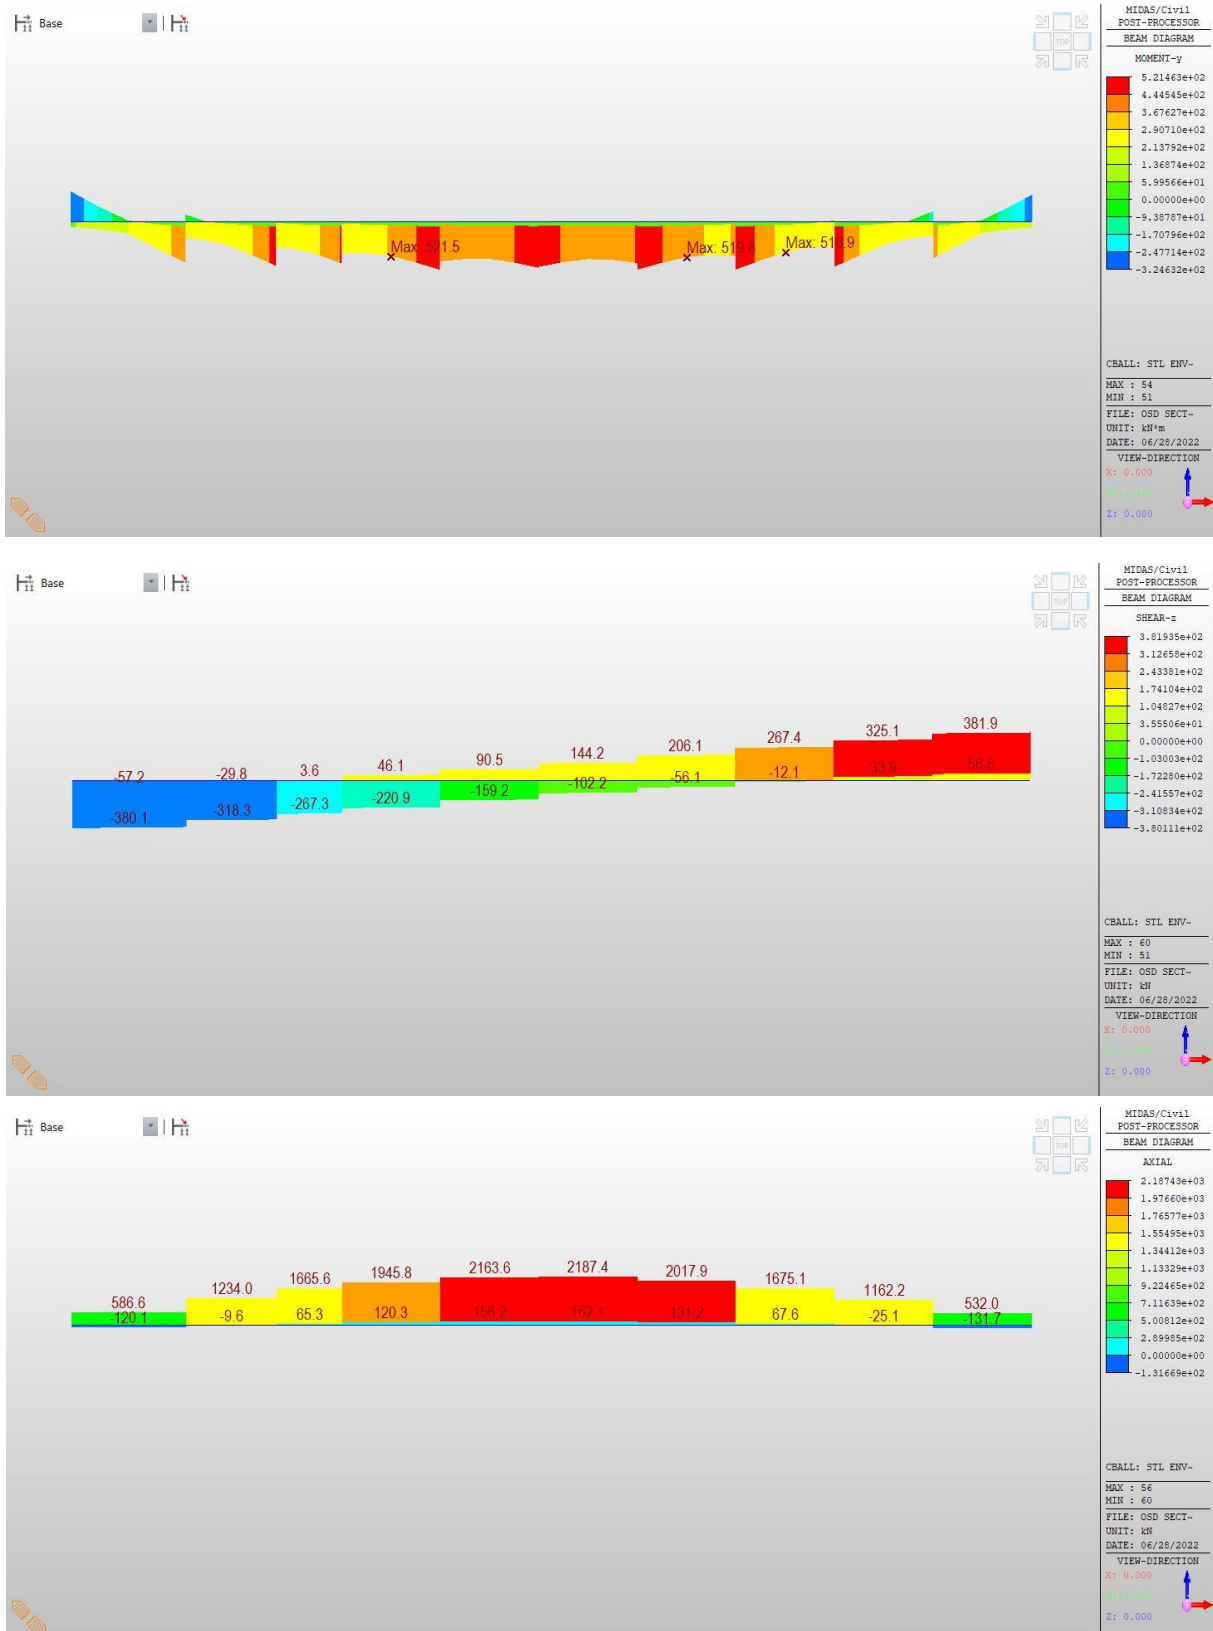 Base
MIDAS/Civil
POST-PROCESSOR
BEAM DIAGRAM
MOMENT-y
5.21463e+02
4.44545e+02
3.67627e+02
2.90710e+02
2.13792e+02
1.36874e+02
5.99566e+01
0.00000e+00
-9.38787e+01
-1.70796e+02
-2.47714e+02
-3.24632e+02
TOP
Max: 521.5
Max: 519.8
Max: 516.9
CBALL: STL ENV~
MAX : 54
MIN : 51
FILE: OSD SECT~
UNIT: kN*m
DATE: 06/28/2022
VIEW-DIRECTION
X: 0.000
Z: 0.000
Base
MIDAS/Civil
POST-PROCESSOR
BEAM DIAGRAM
SHEAR-z
3.81935e+02
3.12658e+02
2.43381e+02
1.74104e+02
1.04827e+02
3.55506e+01
0.00000e+00
-1.03003e+02
-1.72280e+02
-2.41557e+02
-3.10834e+02
-3.80111e+02
TOP
-57.2 -29.8 3.6 46.1 90.5 144.2 206.1 267.4 325.1 381.9
-380.1 -318.3 -267.3 -220.9 -159.2 -102.2 -56.1 -12.1 33.9 56.6
CBALL: STL ENV~
MAX : 60
MIN : 51
FILE: OSD SECT~
UNIT: kN
DATE: 06/28/2022
VIEW-DIRECTION
X: 0.000
Z: 0.000
Base
MIDAS/Civil
POST-PROCESSOR
BEAM DIAGRAM
AXIAL
2.18743e+03
1.97660e+03
1.76577e+03
1.55495e+03
1.34412e+03
1.13329e+03
9.22465e+02
7.11639e+02
5.00812e+02
2.89985e+02
0.00000e+00
-1.31669e+02
TOP
586.6 1234.0 1665.6 1945.8 2163.6 2187.4 2017.9 1675.1 1162.2 532.0
-120.1 -9.6 65.3 120.3 158.2 162.1 131.2 67.6 -25.1 -131.7
CBALL: STL ENV~
MAX : 56
MIN : 60
FILE: OSD SECT~
UNIT: kN
DATE: 06/28/2022
VIEW-DIRECTION
X: 0.000
Z: 0.000